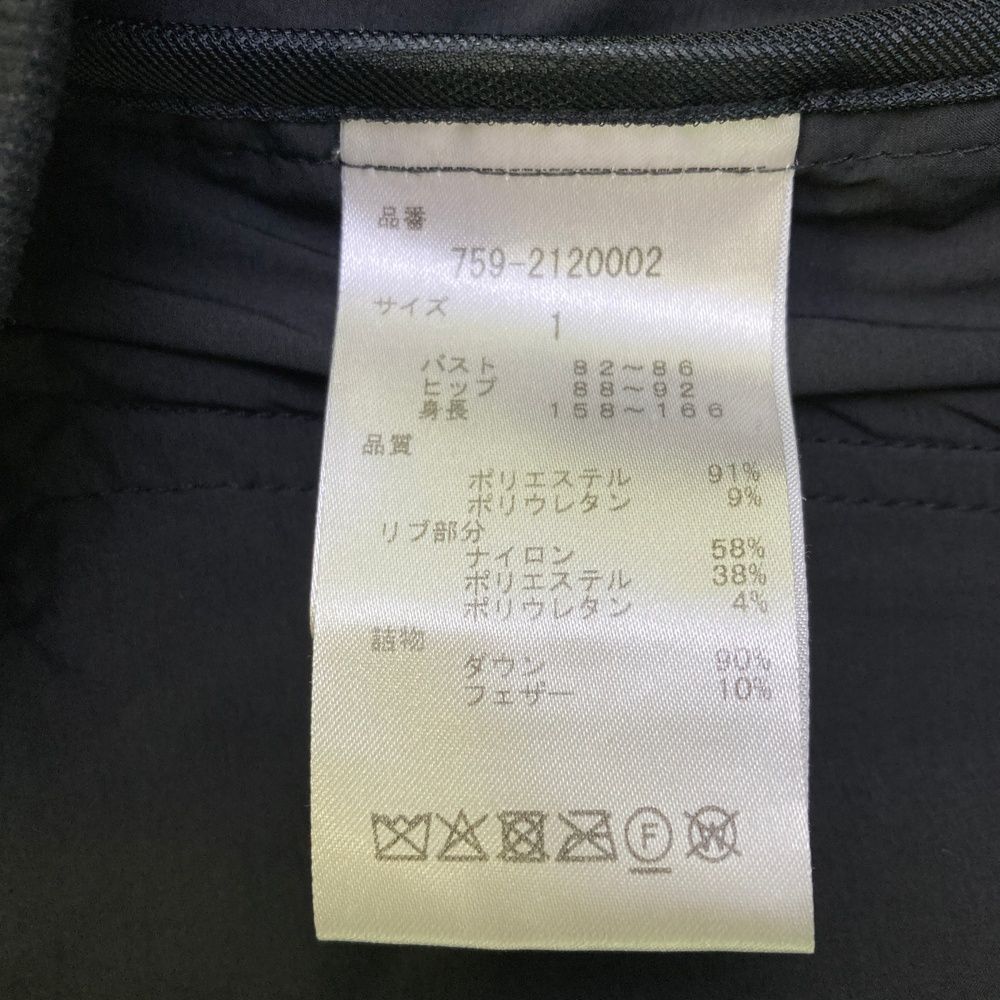 品番
759-2120002
サイズ
1
バスト 82～86
ヒップ 88～92
身長 158～166
品質
ポリエステル 91%
ポリウレタン 9%
リブ部分
ナイロン 58%
ポリエステル 38%
ポリウレタン 4%
詰物
ダウン 90%
フェザー 10%
F W